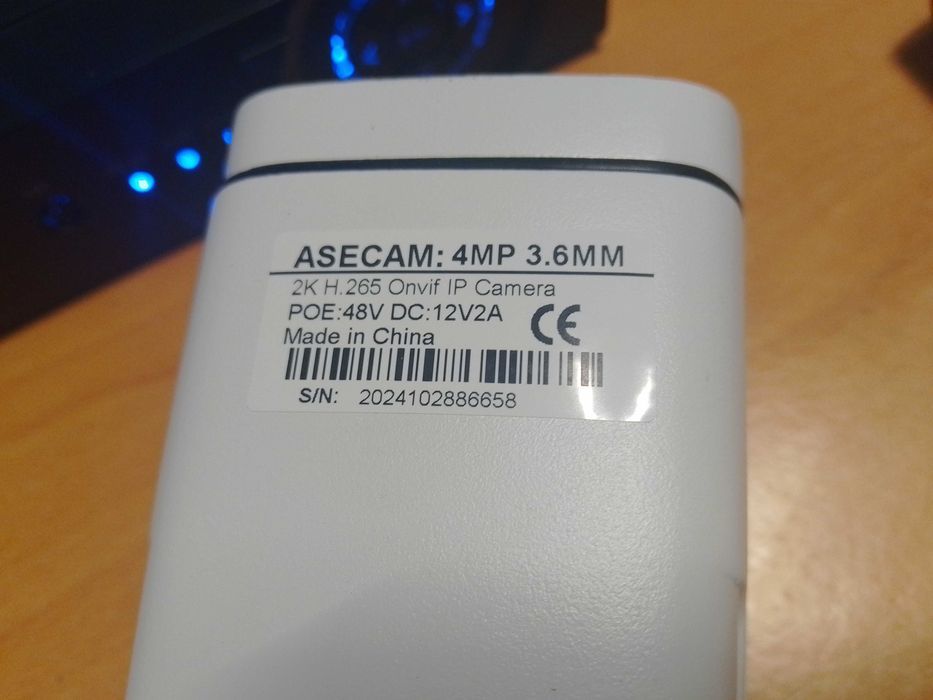 ASECAM: 4MP 3.6MM
2K H.265 Onvif IP Camera
POE:48V DC:12V2A CE
Made in China
S/N: 2024102886658